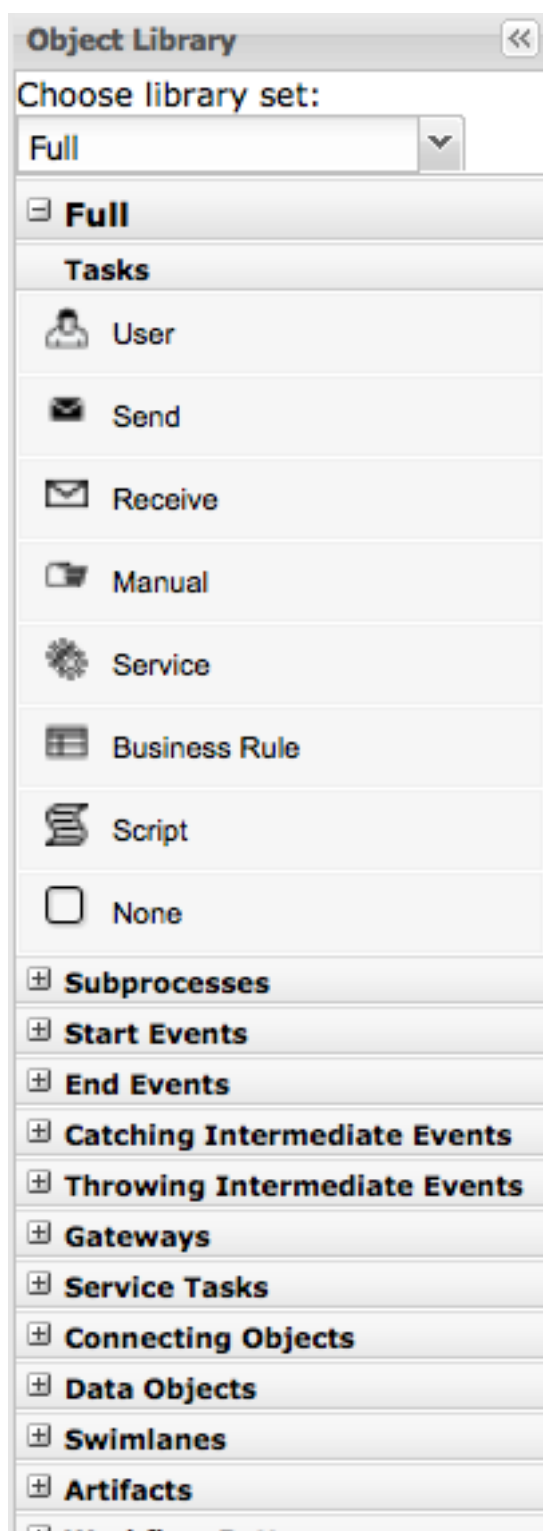 Object Library
Choose library set:
Full
Full
Tasks
User
Send
Receive
Manual
Service
Business Rule
Script
None
Subprocesses
Start Events
End Events
Catching Intermediate Events
Throwing Intermediate Events
Gateways
Service Tasks
Connecting Objects
Data Objects
Swimlanes
Artifacts